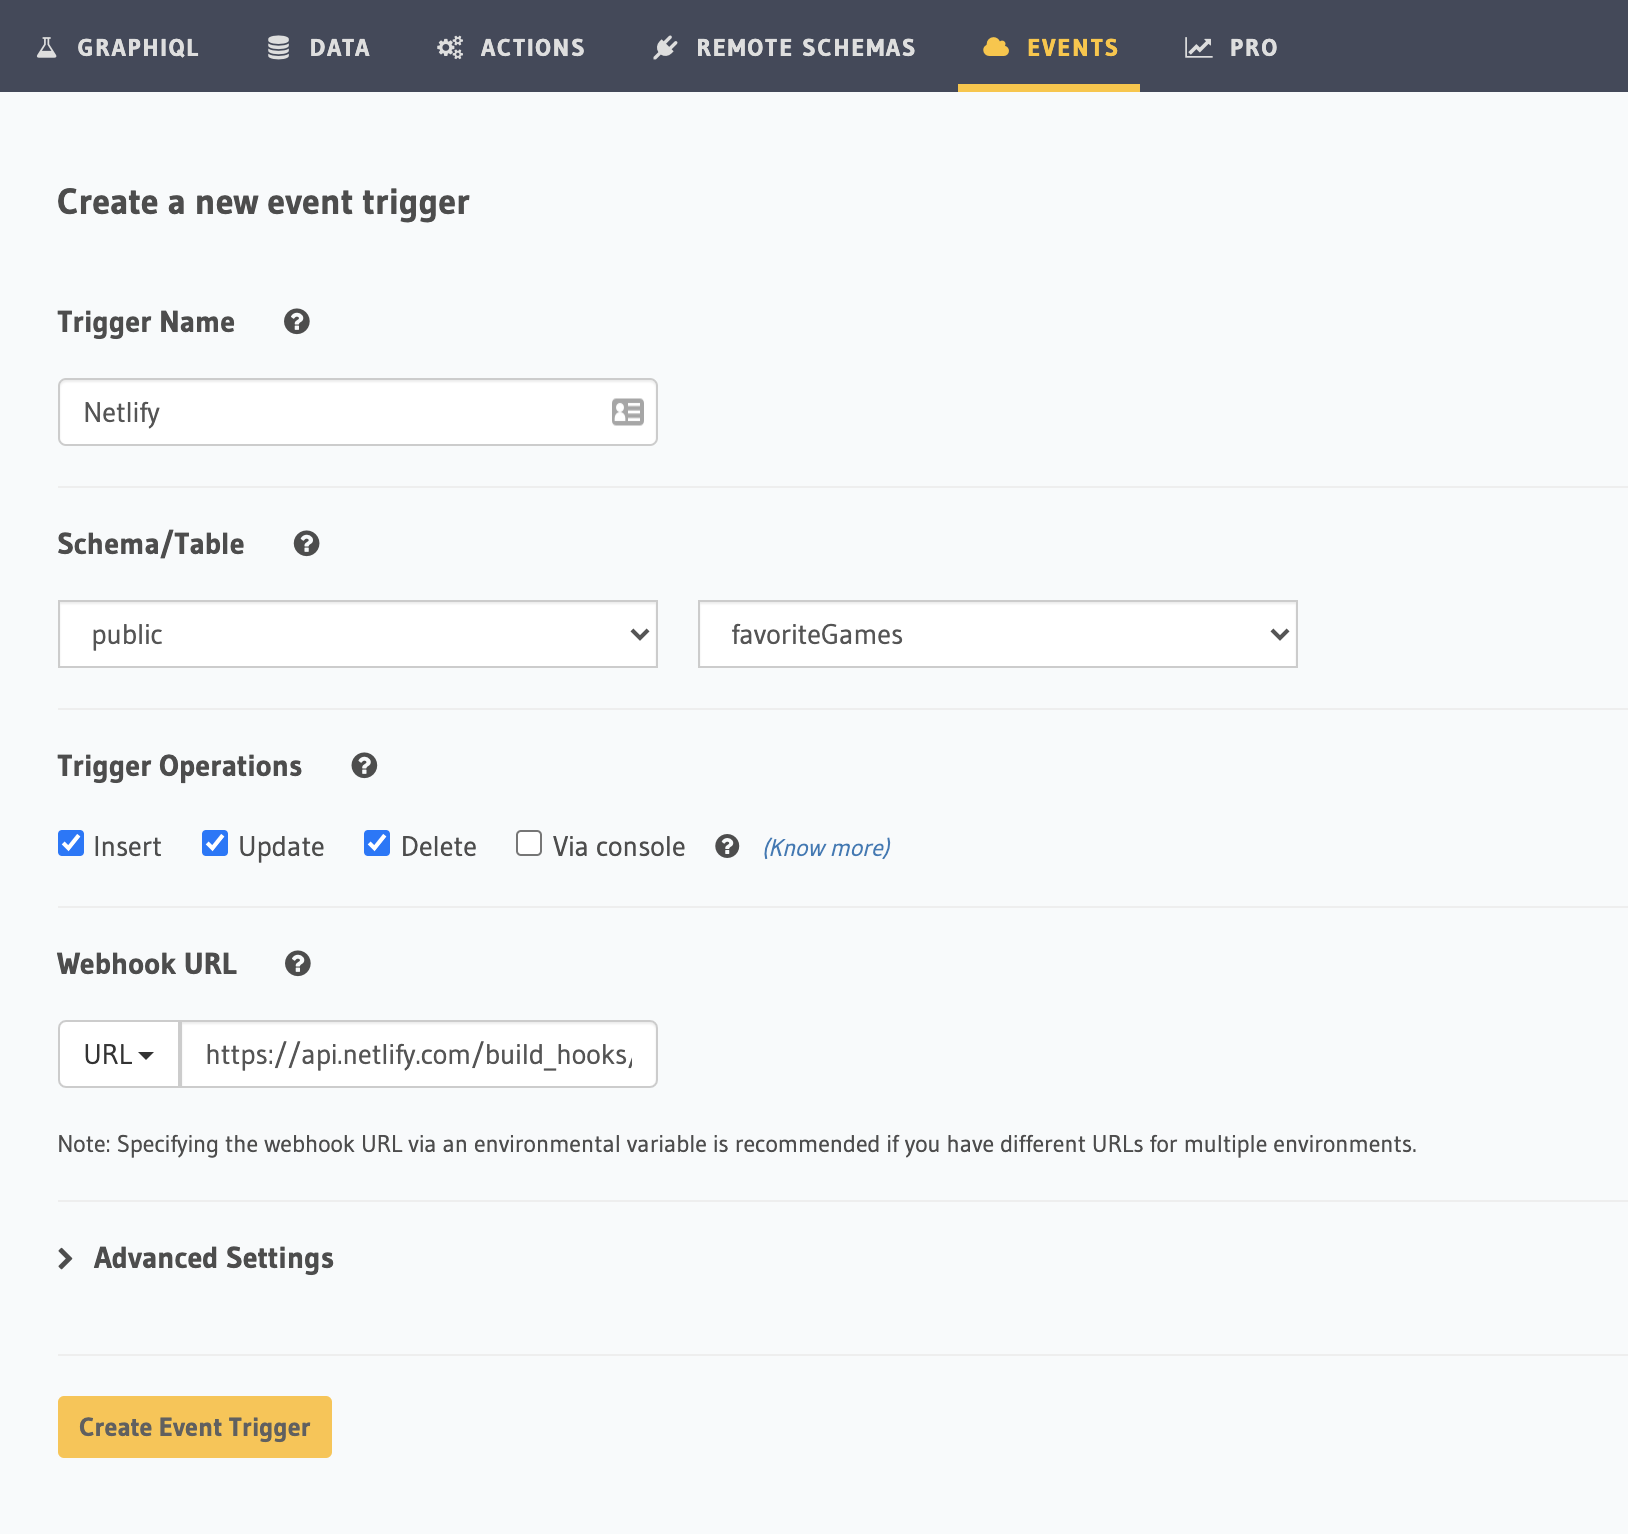 GRAPHIQL DATA ACTIONS REMOTE SCHEMAS EVENTS PRO
Create a new event trigger
Trigger Name
Netlify
Schema/Table
public favoriteGames
Trigger Operations
Insert Update Delete Via console (Know more)
Webhook URL
URL https://api.netlify.com/build_hooks/
Note: Specifying the webhook URL via an environmental variable is recommended if you have different URLs for multiple environments.
Advanced Settings
Create Event Trigger